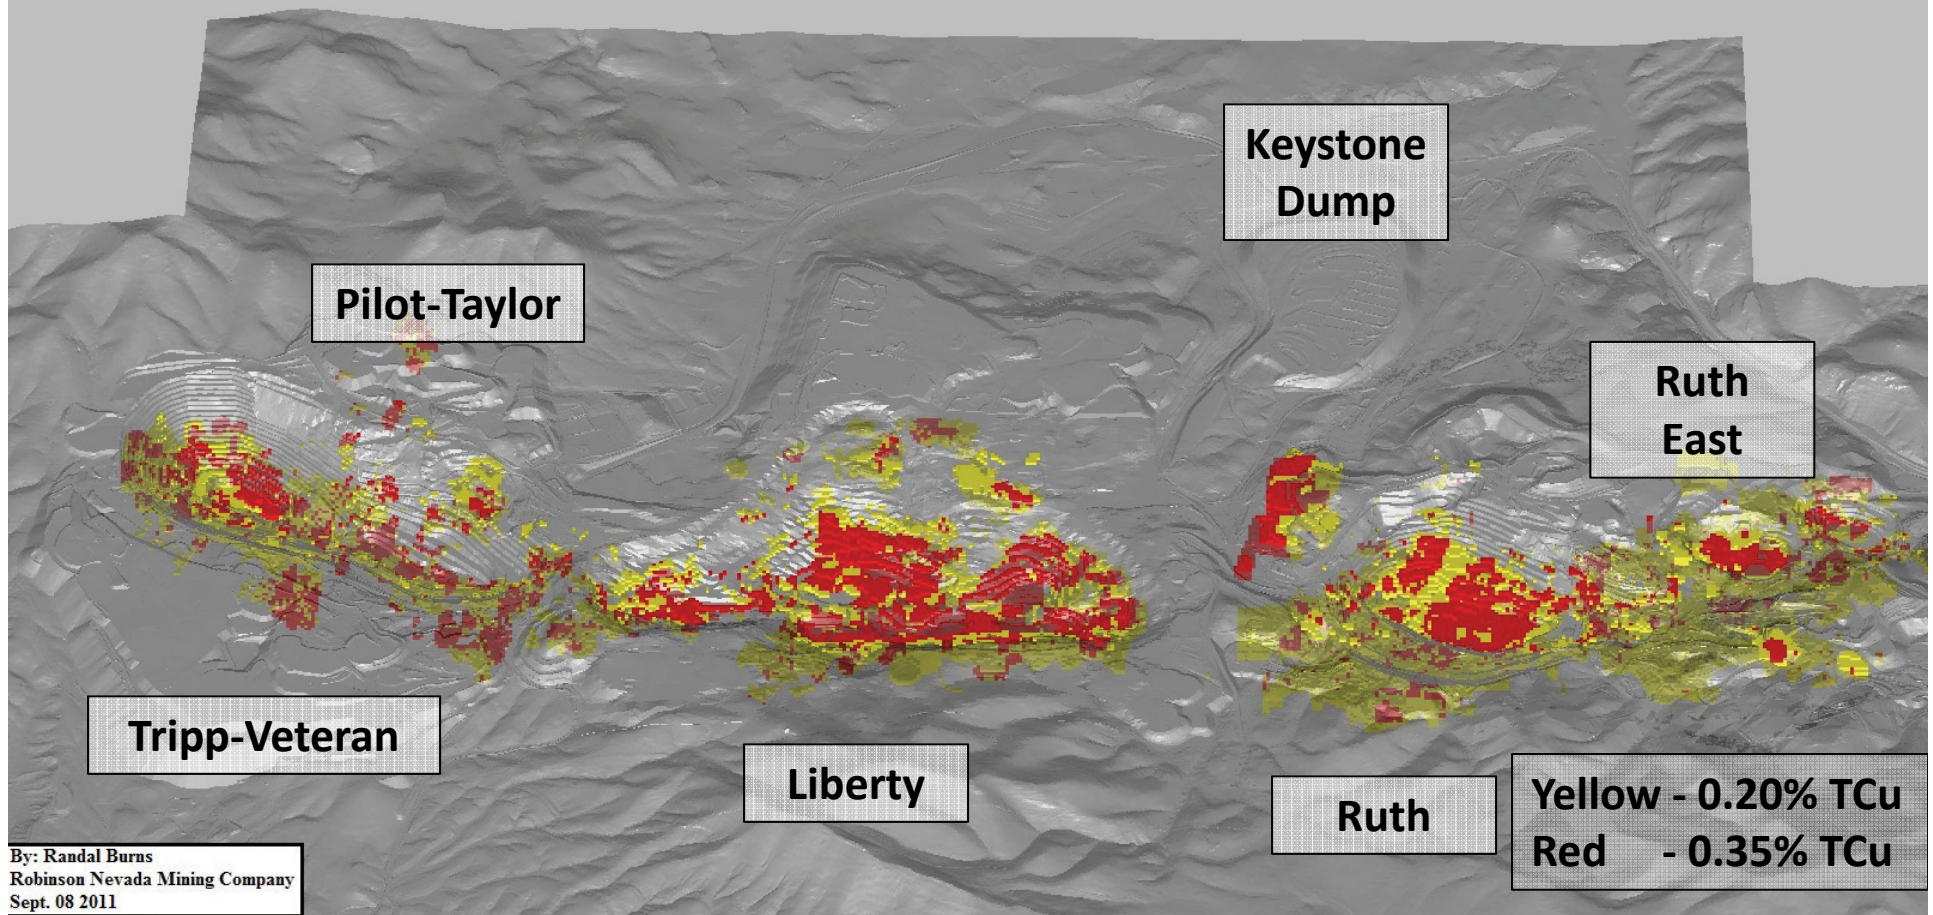 Keystone
Dump
Pilot-Taylor
Ruth
East
Tripp-Veteran
Liberty
Ruth
Yellow - 0.20% TCu
Red - 0.35% TCu
By: Randal Burns
Robinson Nevada Mining Company
Sept. 08 2011